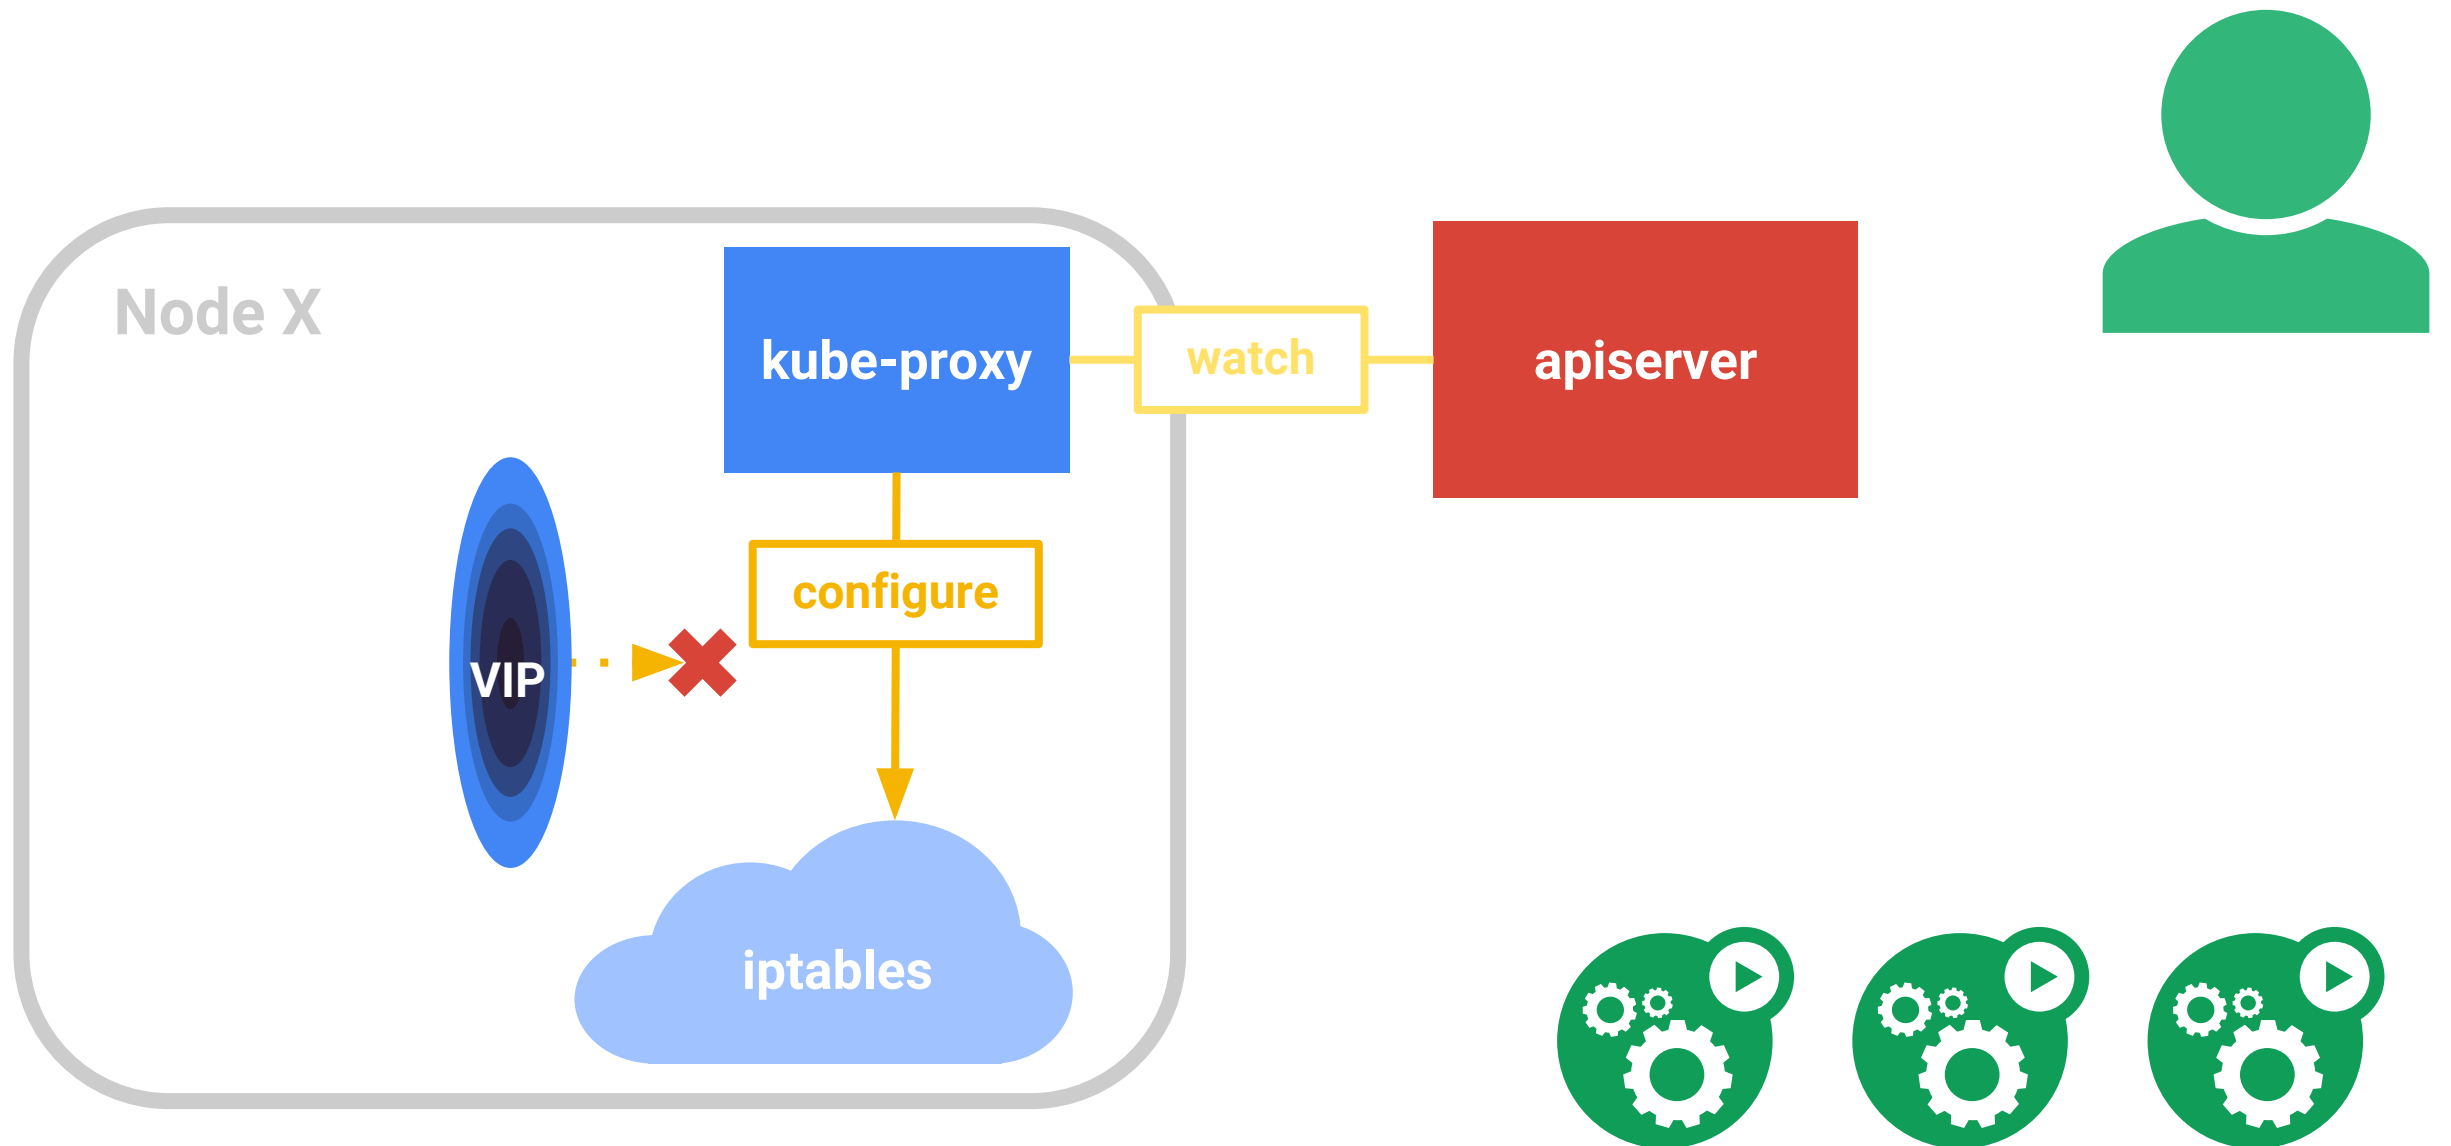 Node X
kube-proxy
watch
apiserver
configure
VIP
iptables